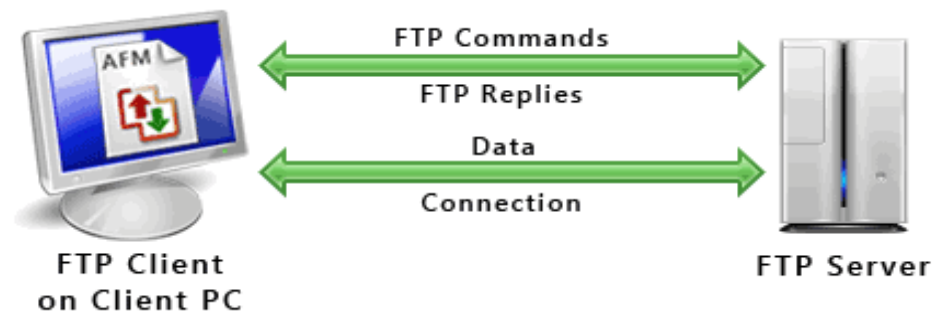 AFM
FTP Commands
FTP Replies
Data
Connection
FTP Client
on Client PC
FTP Server